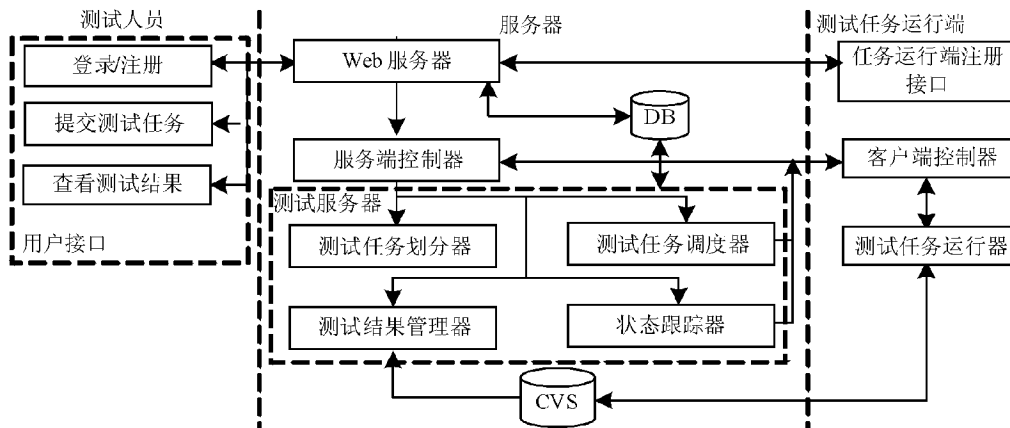 测试人员
服务器
测试任务运行端
登录/注册
Web 服务器
任务运行端注册
接口
提交测试任务
DB
服务端控制器
客户端控制器
查看测试结果
测试服务器
用户接口
测试任务划分器
测试任务调度器
测试任务运行器
测试结果管理器
状态跟踪器
CVS